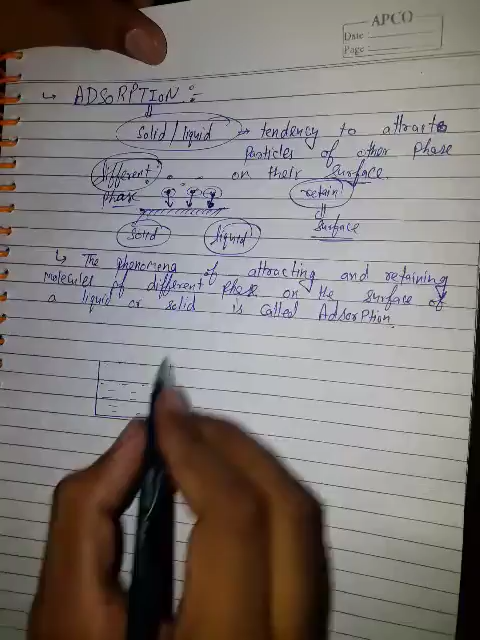 APCO
Date
Page
↳ ADSORPTION :-
Solid / liquid → tendency to attracts
Particles of other phase
on their surface.
different
phase
retain
surface
solid liquid
↳ The phenomena of attracting and retaining
molecules of different phase on the surface of
a liquid or solid is called Adsorption.